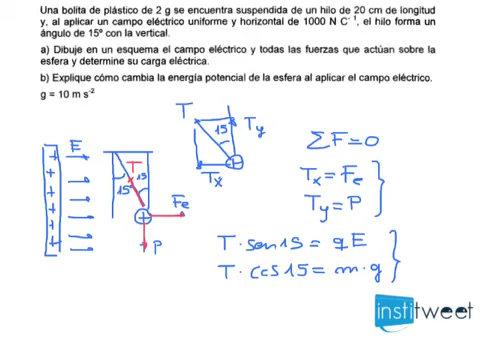 Una bolita de plástico de 2 g se encuentra suspendida de un hilo de 20 cm de longitud
y, al aplicar un campo eléctrico uniforme y horizontal de 1000 N C⁻¹, el hilo forma un
ángulo de 15º con la vertical.
a) Dibuje en un esquema el campo eléctrico y todas las fuerzas que actúan sobre la
esfera y determine su carga eléctrica.
b) Explique cómo cambia la energía potencial de la esfera al aplicar el campo eléctrico.
g = 10 m s⁻²
T
15
Ty
Tx
ΣF=0
E
T
15º
15
Fe
P
Tx = Fe
Ty = P
T · sen15 = qE
T · cos15 = m · g
institweet